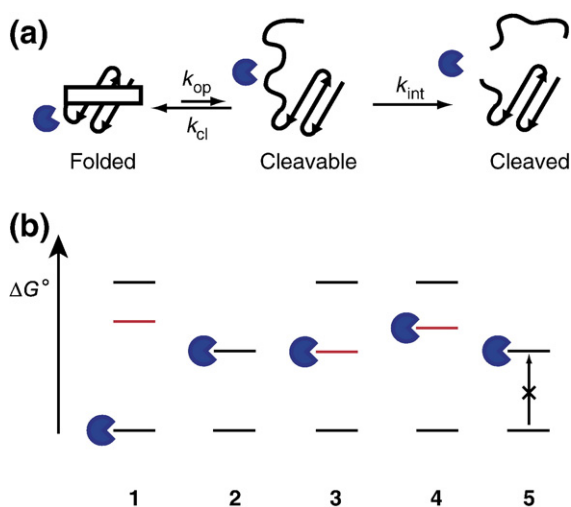 (a)
k_op
k_cl
k_int
Folded
Cleavable
Cleaved
(b)
ΔG°
1 2 3 4 5